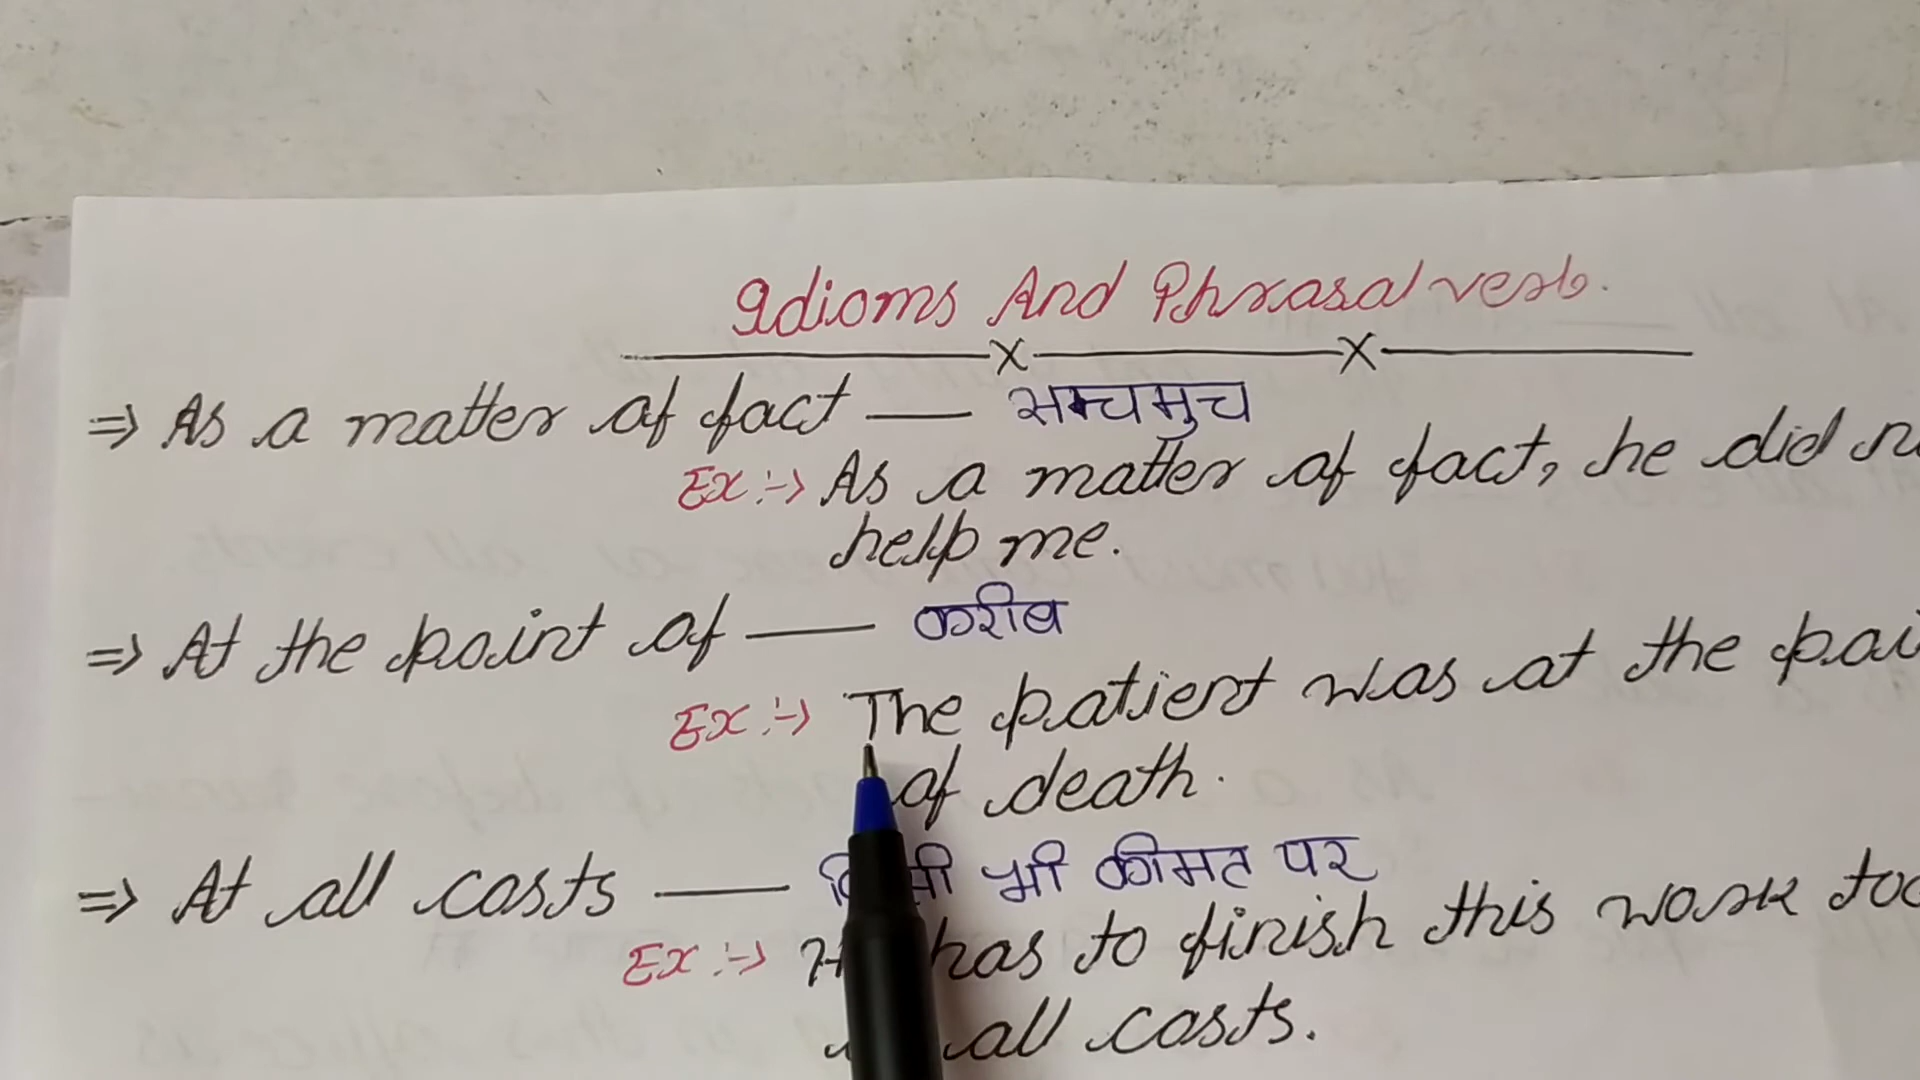 Idioms And Phrasal verb.
⇒ As a matter of fact — सचमुच
Ex :-> As a matter of fact, he did
help me.
⇒ At the point of — करीब
Ex :-> The patient was at the
of death.
⇒ At all costs — भी कीमत पर
Ex :-> has to finish this work
all costs.